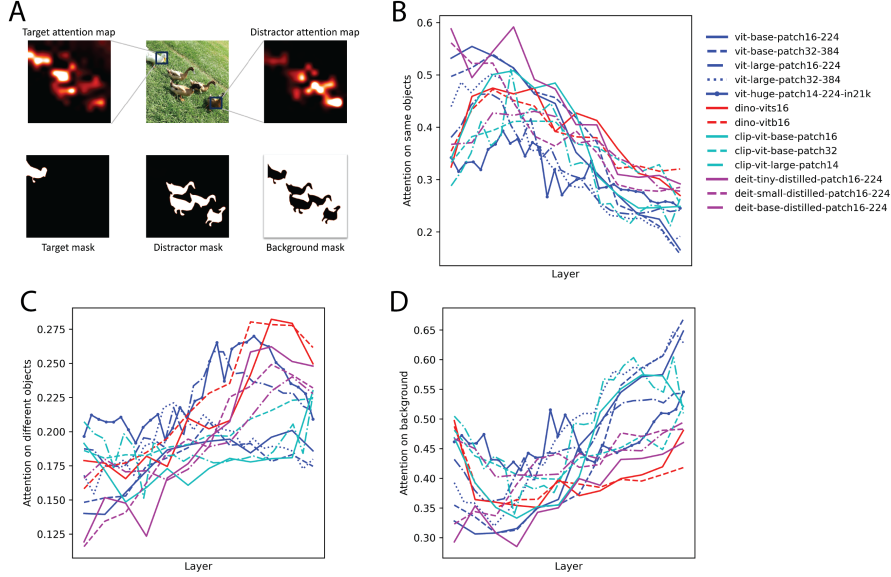 A
Target attention map
Distractor attention map
Target mask
Distractor mask
Background mask
B
0.6
0.5
0.4
0.3
0.2
Attention on same objects
Layer
vit-base-patch16-224
vit-base-patch32-384
vit-large-patch16-224
vit-large-patch32-384
vit-huge-patch14-224-in21k
dino-vits16
dino-vitb16
clip-vit-base-patch16
clip-vit-base-patch32
clip-vit-large-patch14
deit-tiny-distilled-patch16-224
deit-small-distilled-patch16-224
deit-base-distilled-patch16-224
C
0.275
0.250
0.225
0.200
0.175
0.150
0.125
Attention on different objects
Layer
D
0.65
0.60
0.55
0.50
0.45
0.40
0.35
0.30
Attention on background
Layer